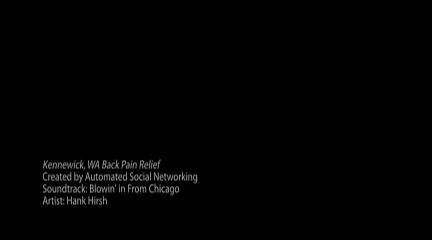 Kennewick, WA Back Pain Relief
Created by Automated Social Networking
Soundtrack: Blowin' in From Chicago
Artist: Hank Hirsh